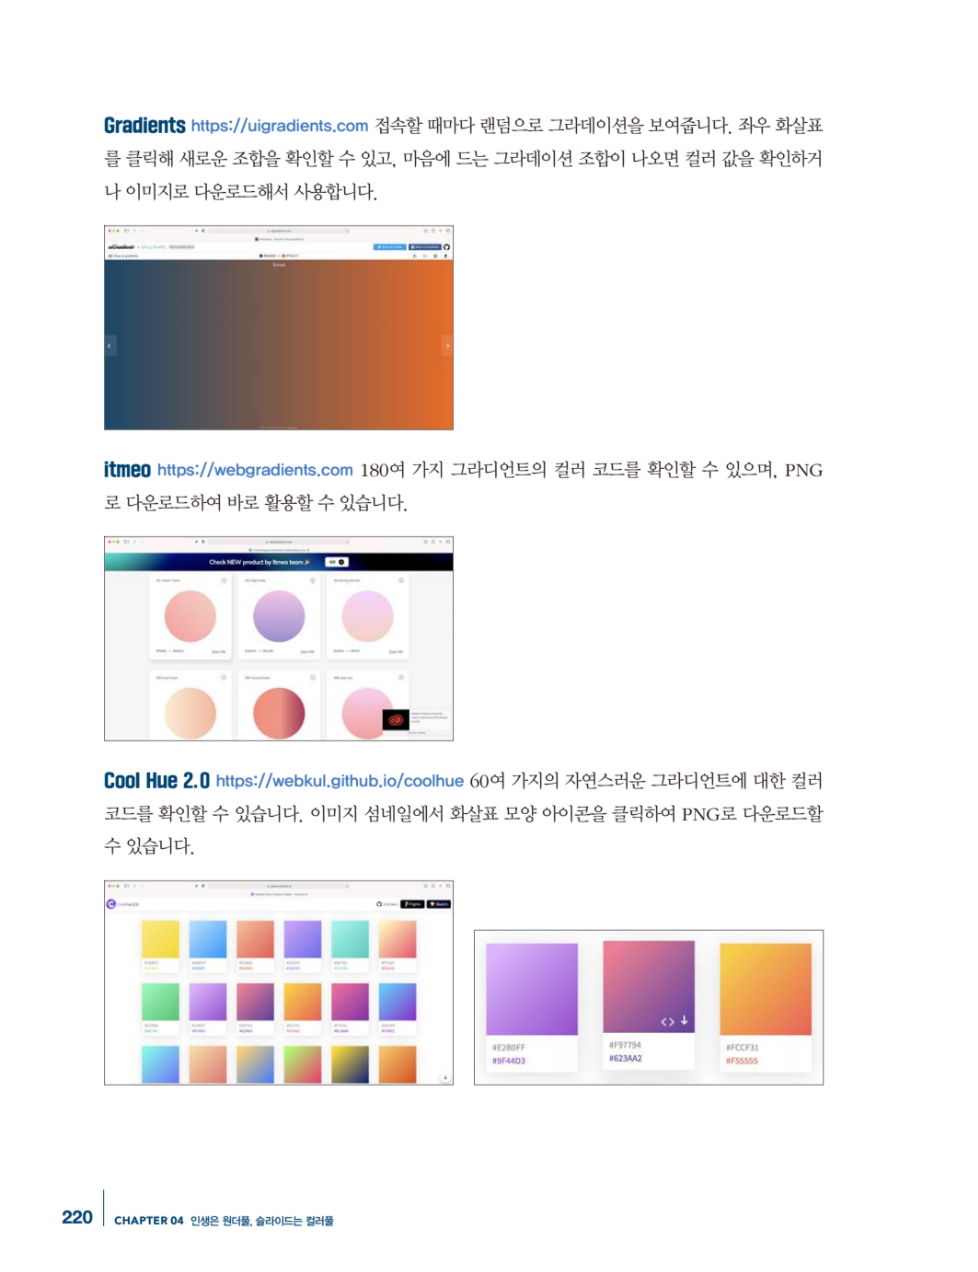 Gradients https://uigradients.com 접속할 때마다 랜덤으로 그라데이션을 보여줍니다. 좌우 화살표
를 클릭해 새로운 조합을 확인할 수 있고, 마음에 드는 그라데이션 조합이 나오면 컬러 값을 확인하거
나 이미지로 다운로드해서 사용합니다.
itmeo https://webgradients.com 180여 가지 그라디언트의 컬러 코드를 확인할 수 있으며, PNG
로 다운로드하여 바로 활용할 수 있습니다.
Check NEW product by Itmeo team
GO
Cool Hue 2.0 https://webkul.github.io/coolhue 60여 가지의 자연스러운 그라디언트에 대한 컬러
코드를 확인할 수 있습니다. 이미지 섬네일에서 화살표 모양 아이콘을 클릭하여 PNG로 다운로드할
수 있습니다.
#E2B0FF
#9F44D3
#F97794
#623AA2
#FCCF31
#F55555
220 CHAPTER 04 인생은 원더풀, 슬라이드는 컬러풀